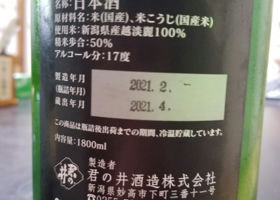 名称 日本酒
原材料名：米(国産)、米こうじ(国産米)
使用米：新潟県産越淡麗100%
精米歩合：50%
アルコール分：17度
製造年月
(瓶詰年月)
2021.2.
蔵出年月
2021.4.
この商品は瓶詰後出荷までの期間、冷温貯蔵しています。
内容量：1800ml
製造者
君の井酒造株式会社
新潟県妙高市下町三番十一号